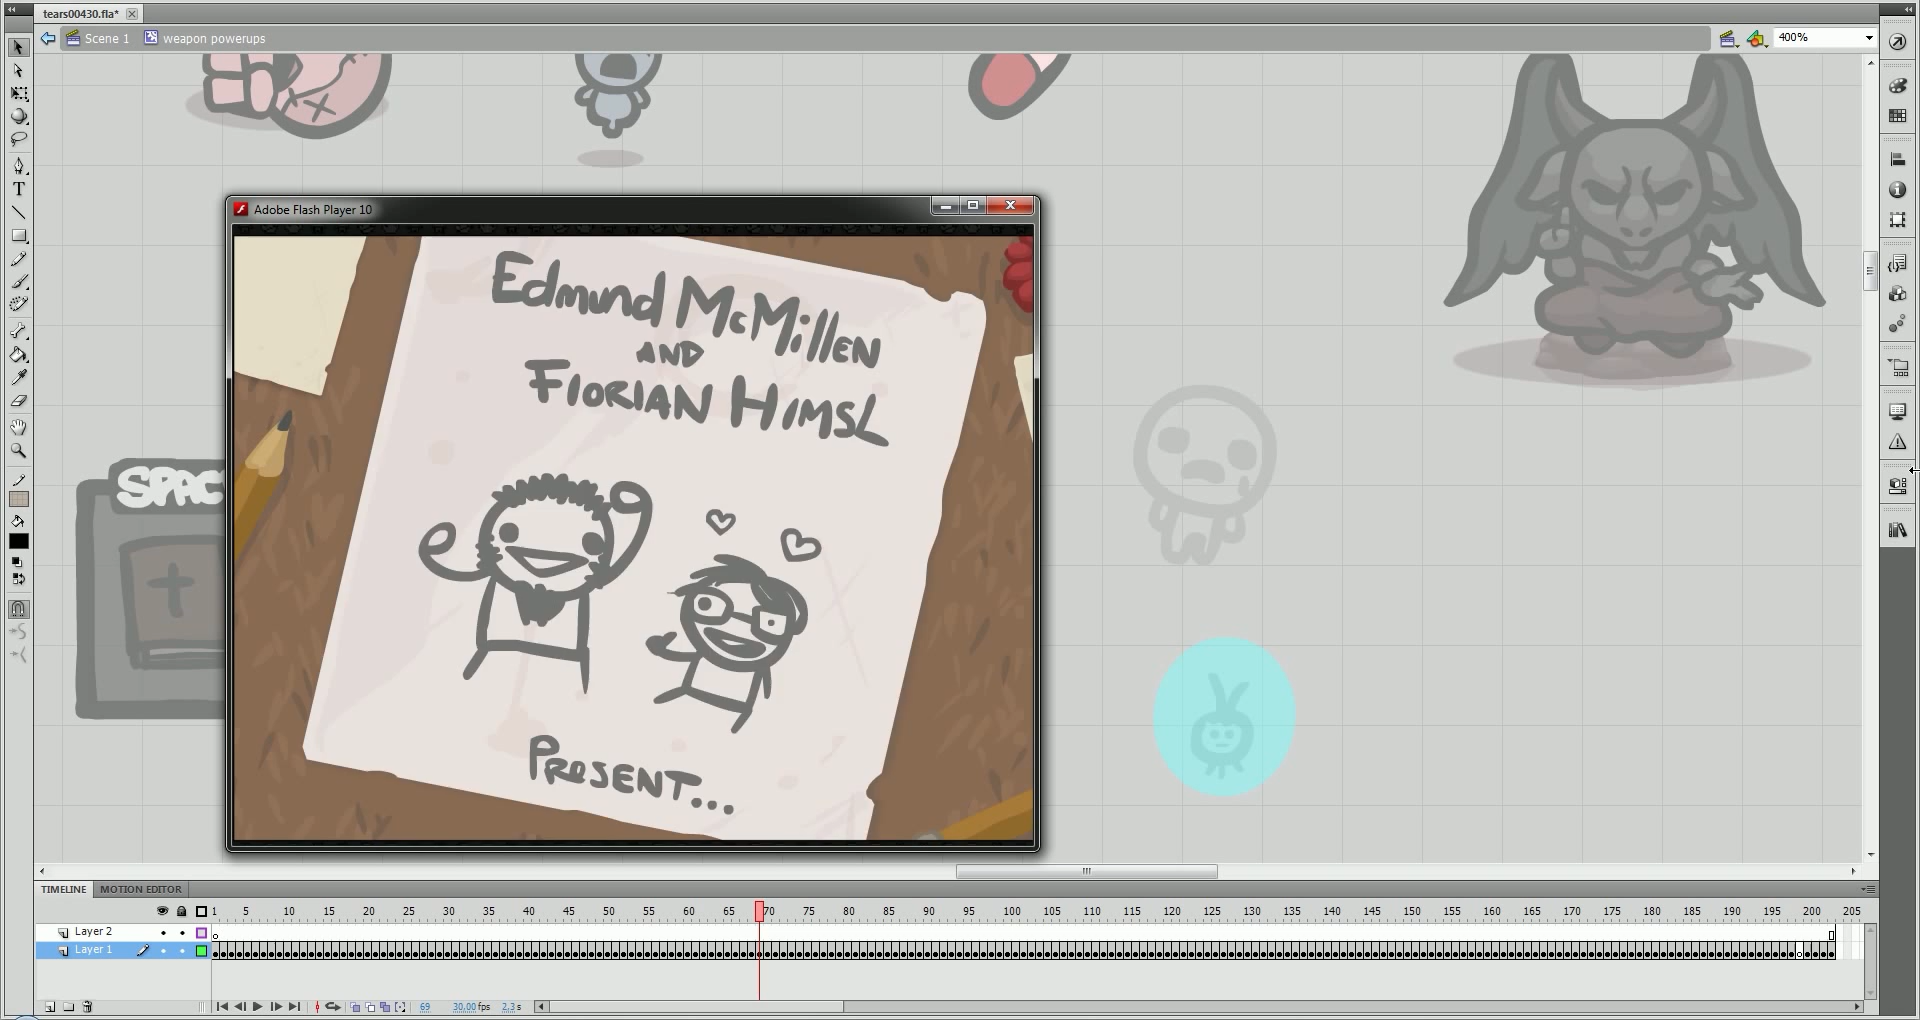 tears00430.fla*
Scene 1 weapon powerups 400%
Adobe Flash Player 10
Edmund McMillen
AND
Florian Himsl
Present...
SPAC
TIMELINE MOTION EDITOR
1 5 10 15 20 25 30 35 40 45 50 55 60 65 70 75 80 85 90 95 100 105 110 115 120 125 130 135 140 145 150 155 160 165 170 175 180 185 190 195 200 205
Layer 2
Layer 1
69 30.00 fps 2.3 s